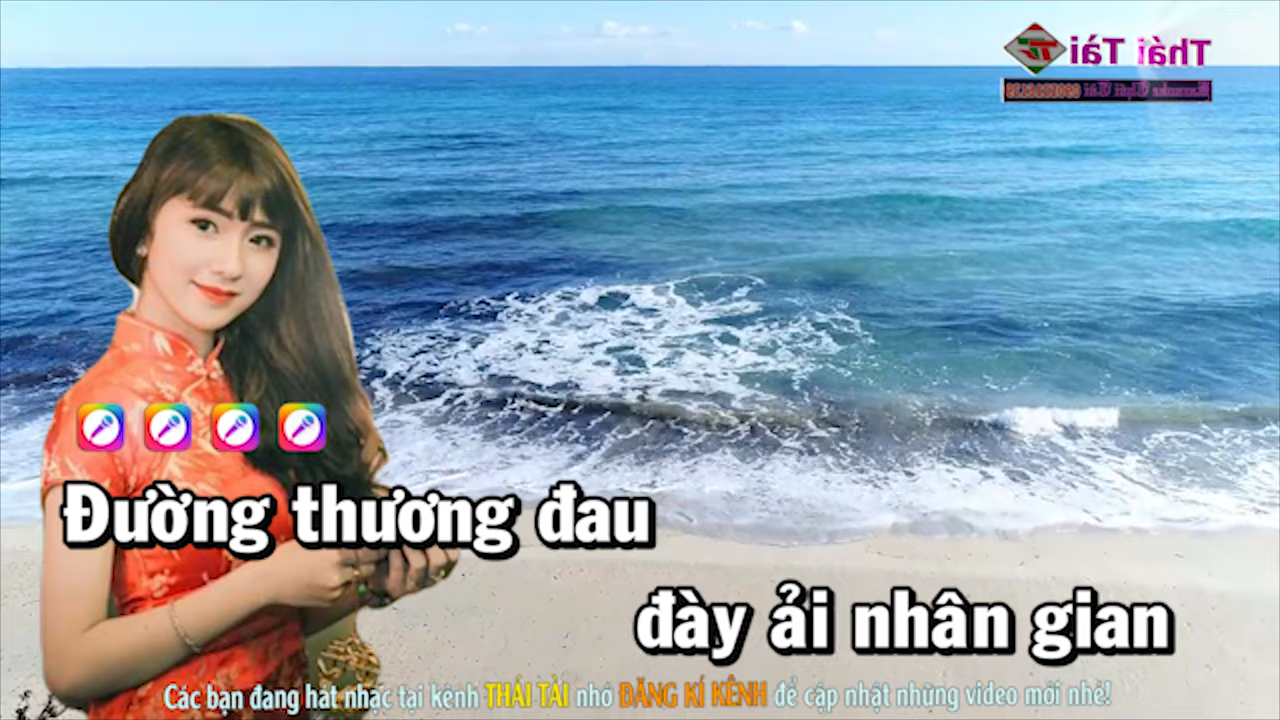 Thái Tài
Đường thương đau
đày ải nhân gian
Các bạn đang hát nhạc tại kênh THÁI TÀI nhớ ĐĂNG KÍ KÊNH để cập nhật những video mới nhé!